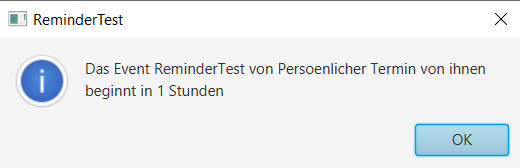 ReminderTest
Das Event ReminderTest von Persoenlicher Termin von ihnen
beginnt in 1 Stunden
OK